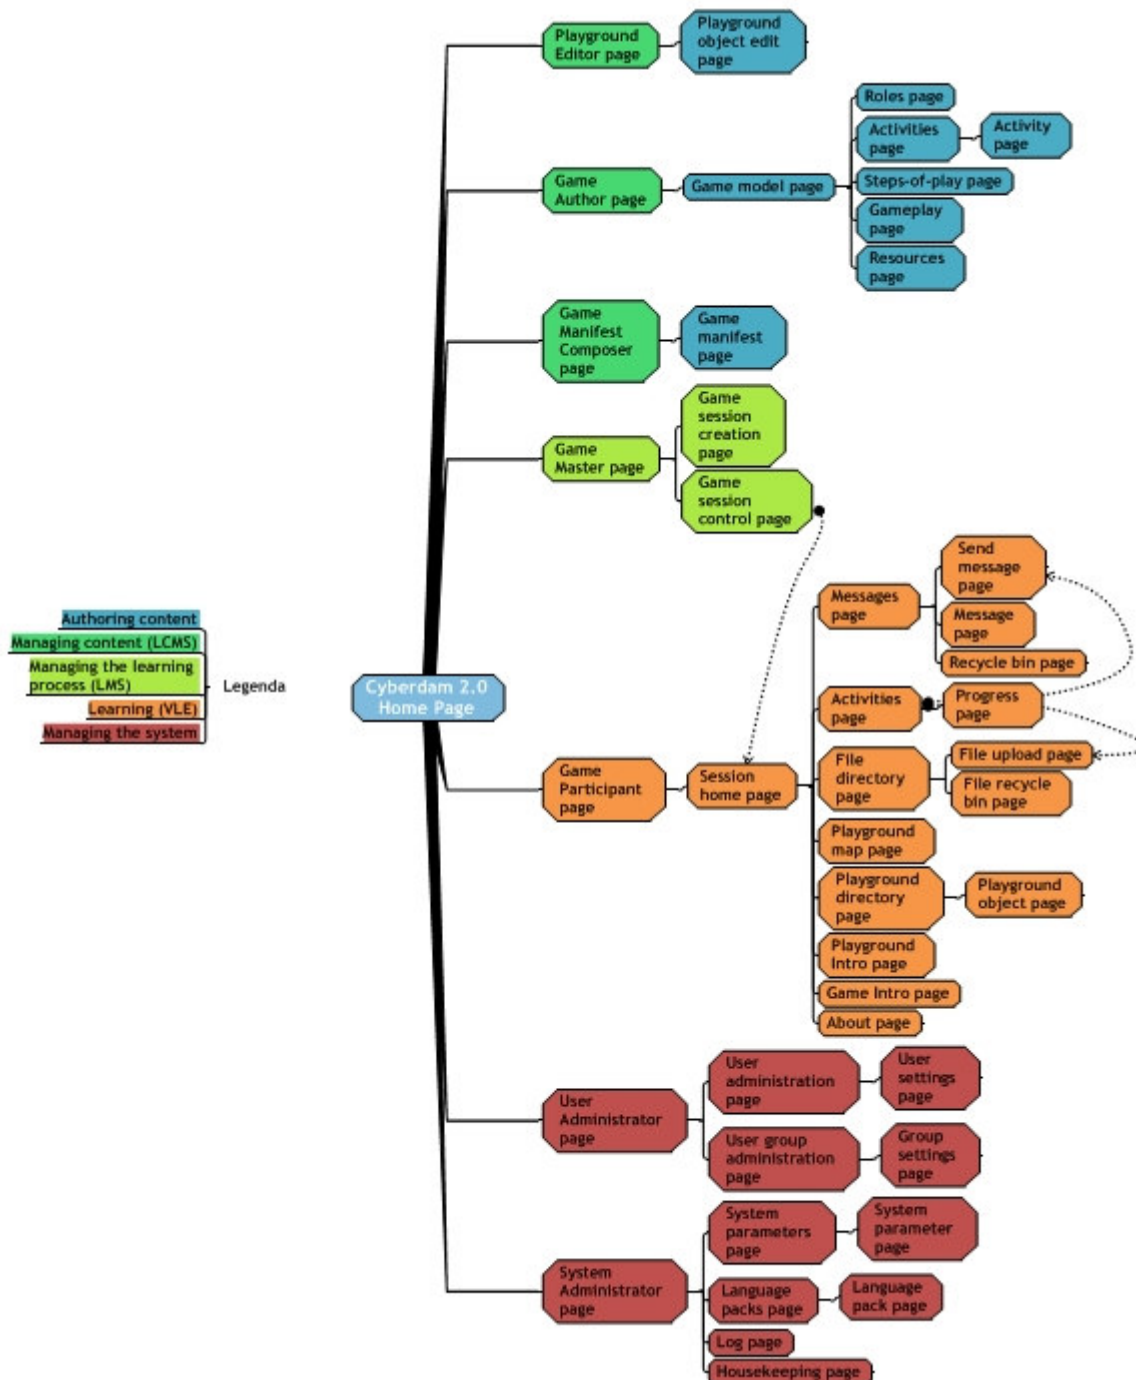 Playground
Editor page
Playground
object edit
page
Game
Author page
Game model page
Roles page
Activities
page
Activity
page
Steps-of-play page
Gameplay
page
Resources
page
Game
Manifest
Composer
page
Game
manifest
page
Game
Master page
Game
session
creation
page
Game
session
control page
Authoring content
Managing content (LCMS)
Managing the learning
process (LMS)
Learning (VLE)
Managing the system
Legenda
Cyberdam 2.0
Home Page
Game
Participant
page
Session
home page
Messages
page
Send
message
page
Message
page
Recycle bin page
Activities
page
Progress
page
File
directory
page
File upload page
File recycle
bin page
Playground
map page
Playground
directory
page
Playground
object page
Playground
Intro page
Game Intro page
About page
User
Administrator
page
User
administration
page
User
settings
page
User group
administration
page
Group
settings
page
System
Administrator
page
System
parameters
page
System
parameter
page
Language
packs page
Language
pack page
Log page
Housekeeping page